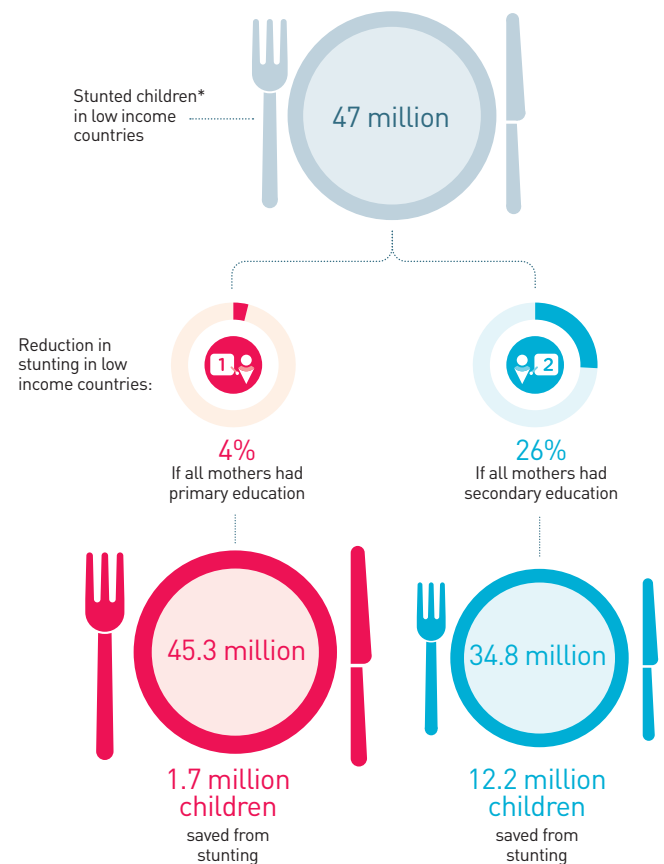 Stunted children*
in low income
countries
47 million
Reduction in
stunting in low
income countries:
1
2
4%
If all mothers had
primary education
26%
If all mothers had
secondary education
45.3 million
34.8 million
1.7 million
children
saved from
stunting
12.2 million
children
saved from
stunting